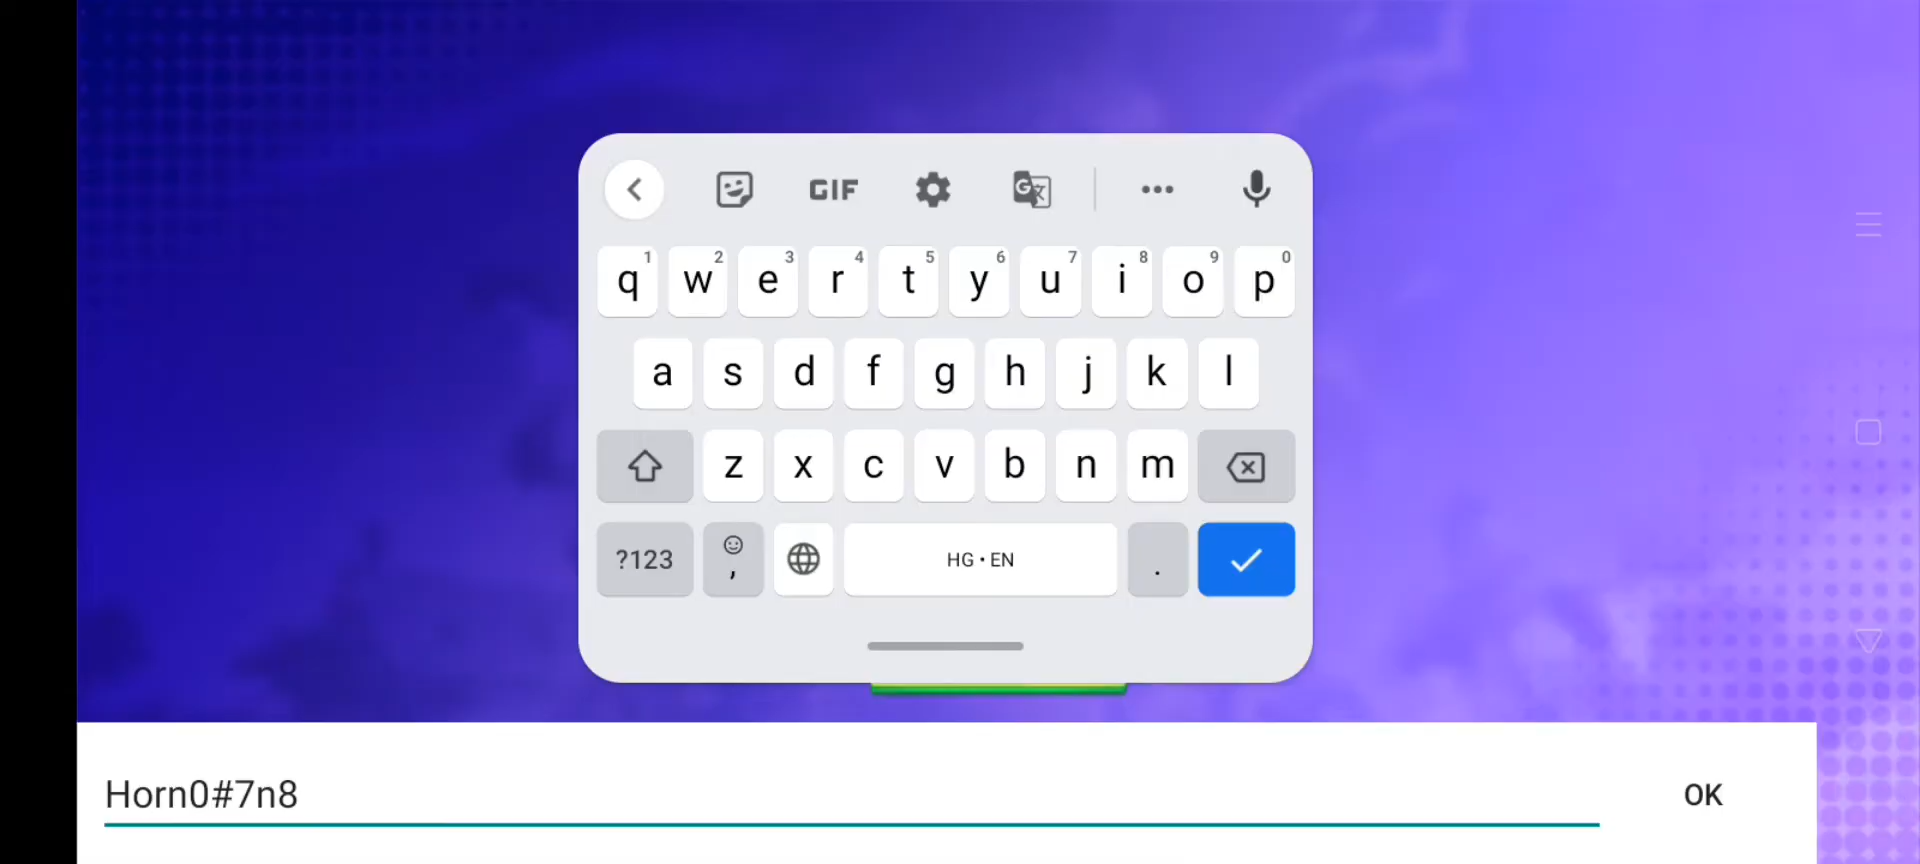 GIF
q1 w2 e3 r4 t5 y6 u7 i8 o9 p0
a s d f g h j k l
z x c v b n m
?123 , HG • EN .
Horn0#7n8 OK